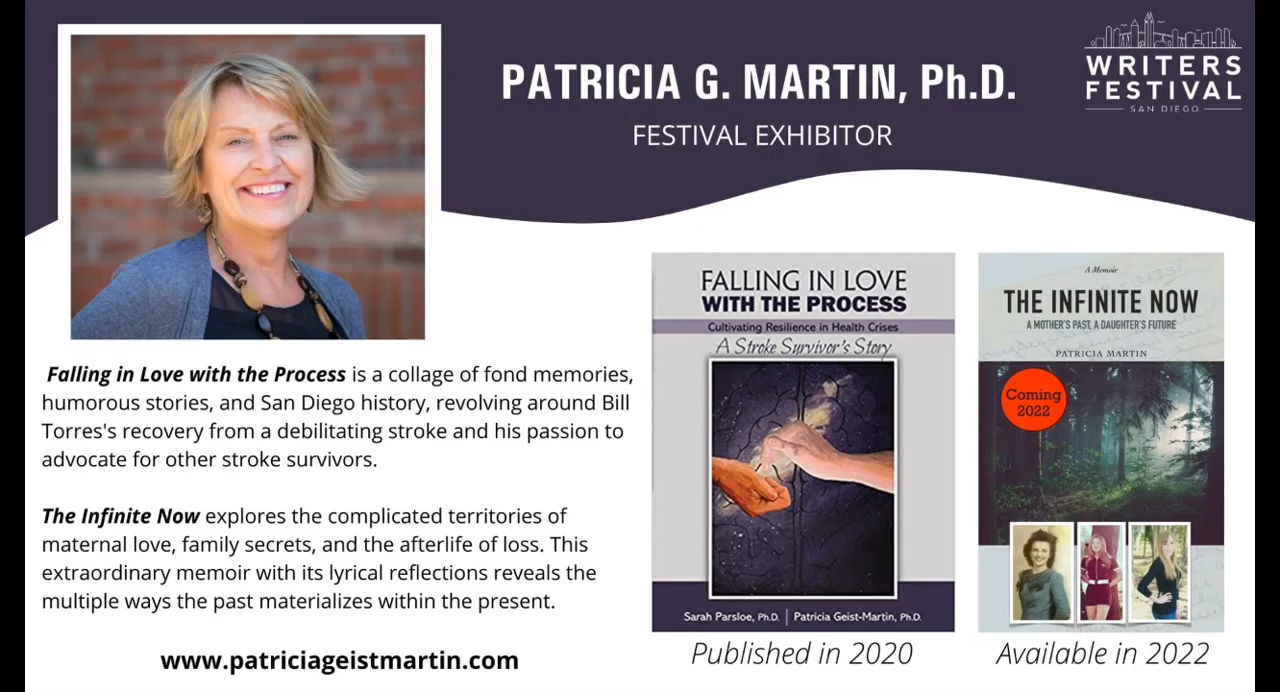 PATRICIA G. MARTIN, Ph.D.
FESTIVAL EXHIBITOR
WRITERS
FESTIVAL
SAN DIEGO
Falling in Love with the Process is a collage of fond memories,
humorous stories, and San Diego history, revolving around Bill
Torres's recovery from a debilitating stroke and his passion to
advocate for other stroke survivors.
The Infinite Now explores the complicated territories of
maternal love, family secrets, and the afterlife of loss. This
extraordinary memoir with its lyrical reflections reveals the
multiple ways the past materializes within the present.
www.patriciageistmartin.com
FALLING IN LOVE
WITH THE PROCESS
Cultivating Resilience in Health Crises
A Stroke Survivor's Story
Sarah Parsloe, Ph.D. | Patricia Geist-Martin, Ph.D.
Published in 2020
A Memoir
THE INFINITE NOW
A MOTHER'S PAST, A DAUGHTER'S FUTURE
PATRICIA MARTIN
Coming
2022
Available in 2022